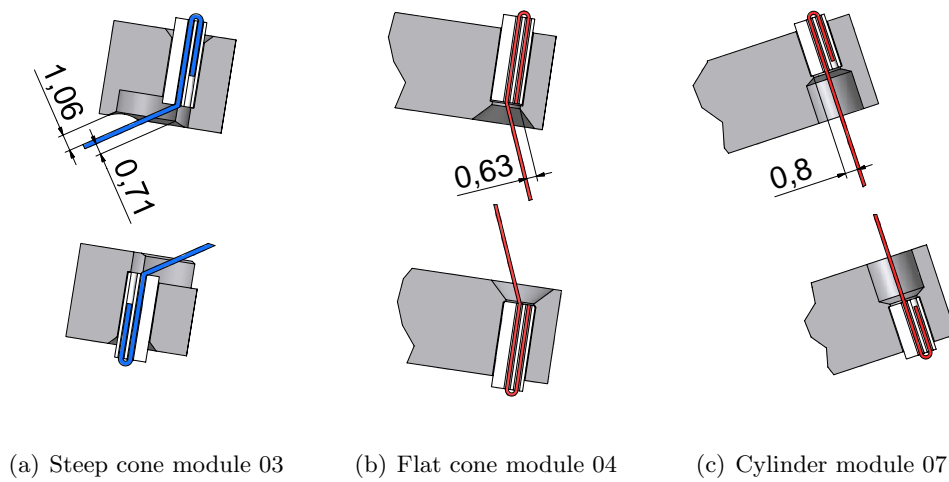 1,06
0,71
0,63
0,8
(a) Steep cone module 03
(b) Flat cone module 04
(c) Cylinder module 07